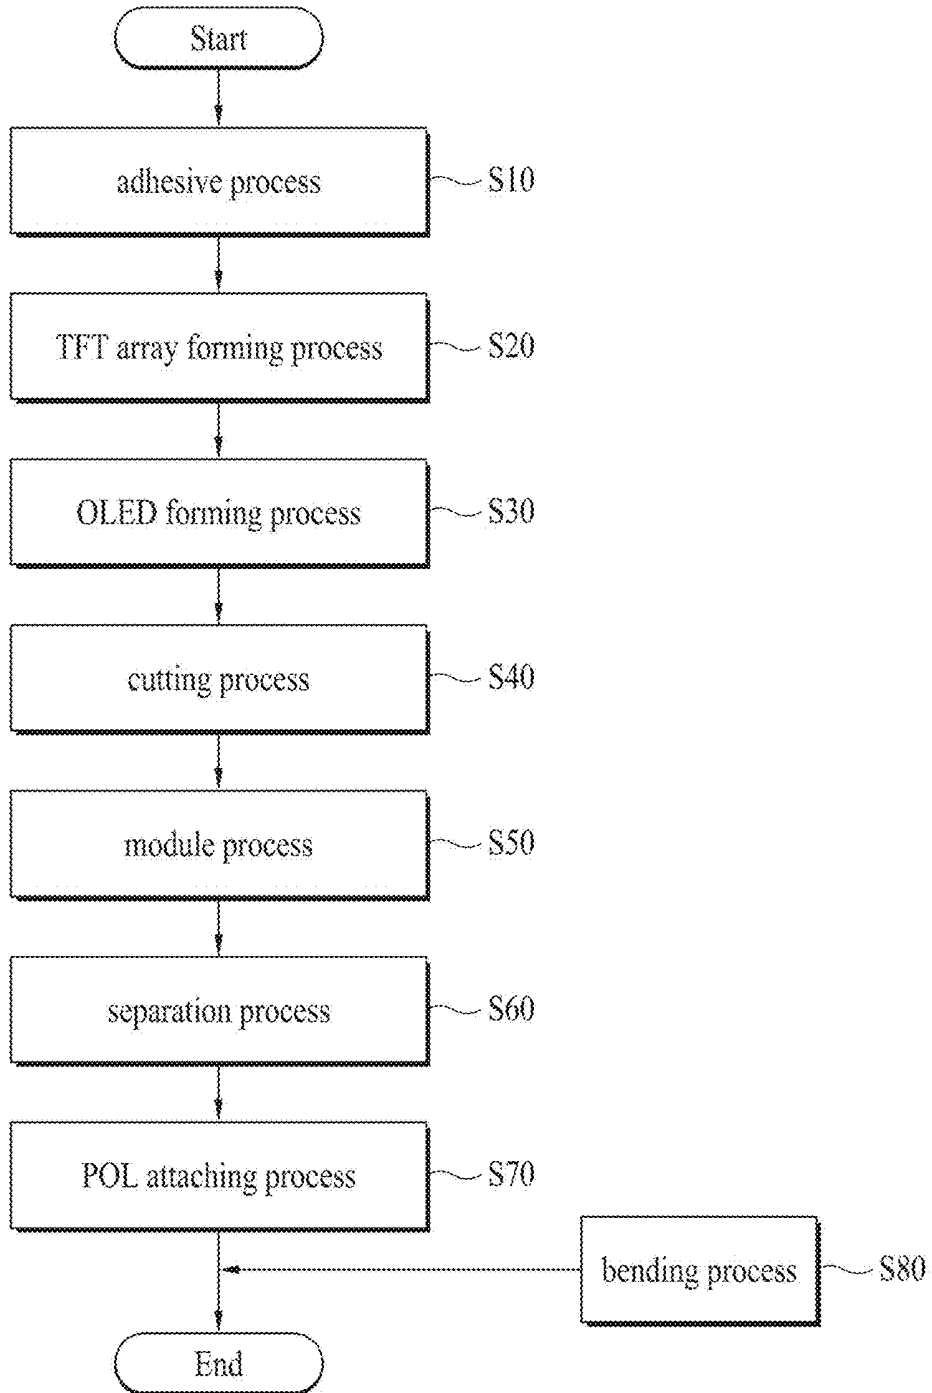 Start
adhesive process
S10
TFT array forming process
S20
OLED forming process
S30
cutting process
S40
module process
S50
separation process
S60
POL attaching process
S70
bending process
S80
End